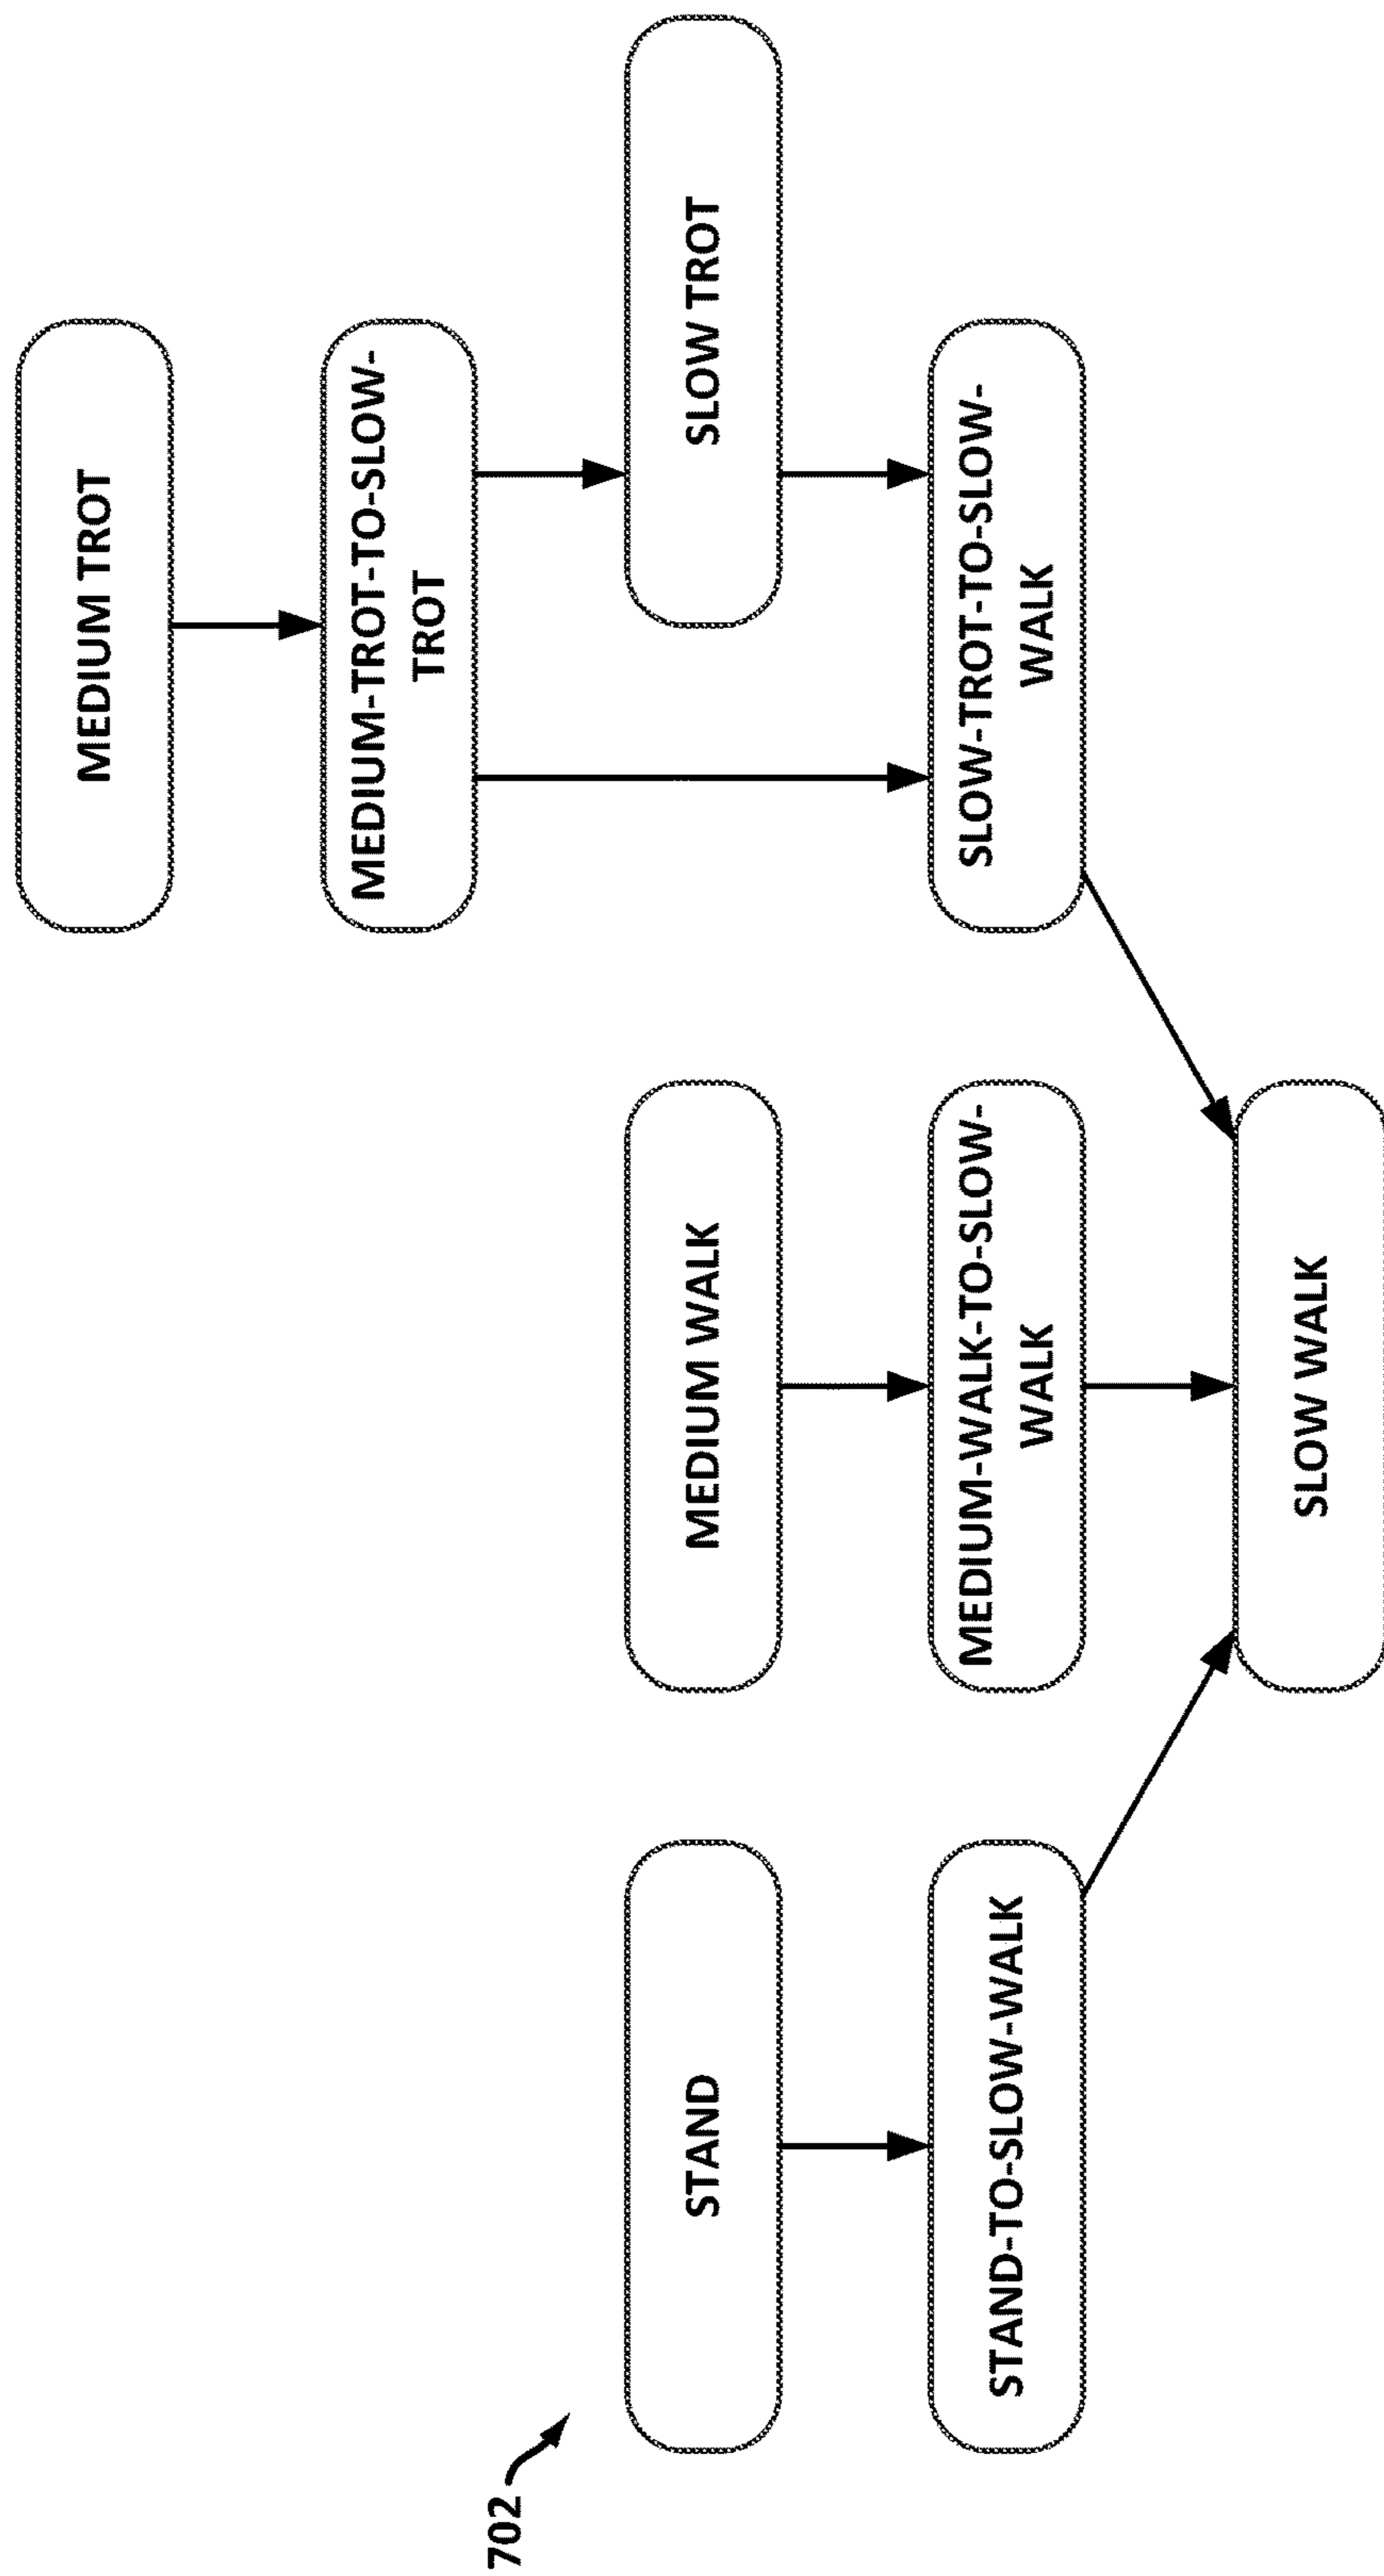 702
MEDIUM TROT
MEDIUM-TROT-TO-SLOW-
TROT
STAND
MEDIUM WALK
SLOW TROT
STAND-TO-SLOW-WALK
MEDIUM-WALK-TO-SLOW-
WALK
SLOW-TROT-TO-SLOW-
WALK
SLOW WALK